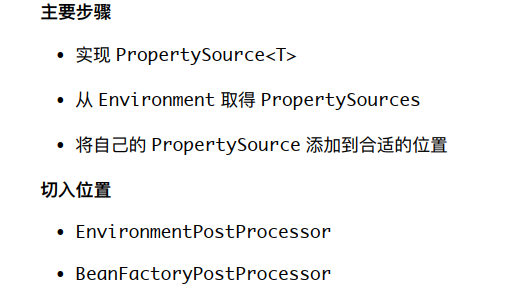 主要步骤
• 实现 PropertySource<T>
• 从 Environment 取得 PropertySources
• 将自己的 PropertySource 添加到合适的位置
切入位置
• EnvironmentPostProcessor
• BeanFactoryPostProcessor